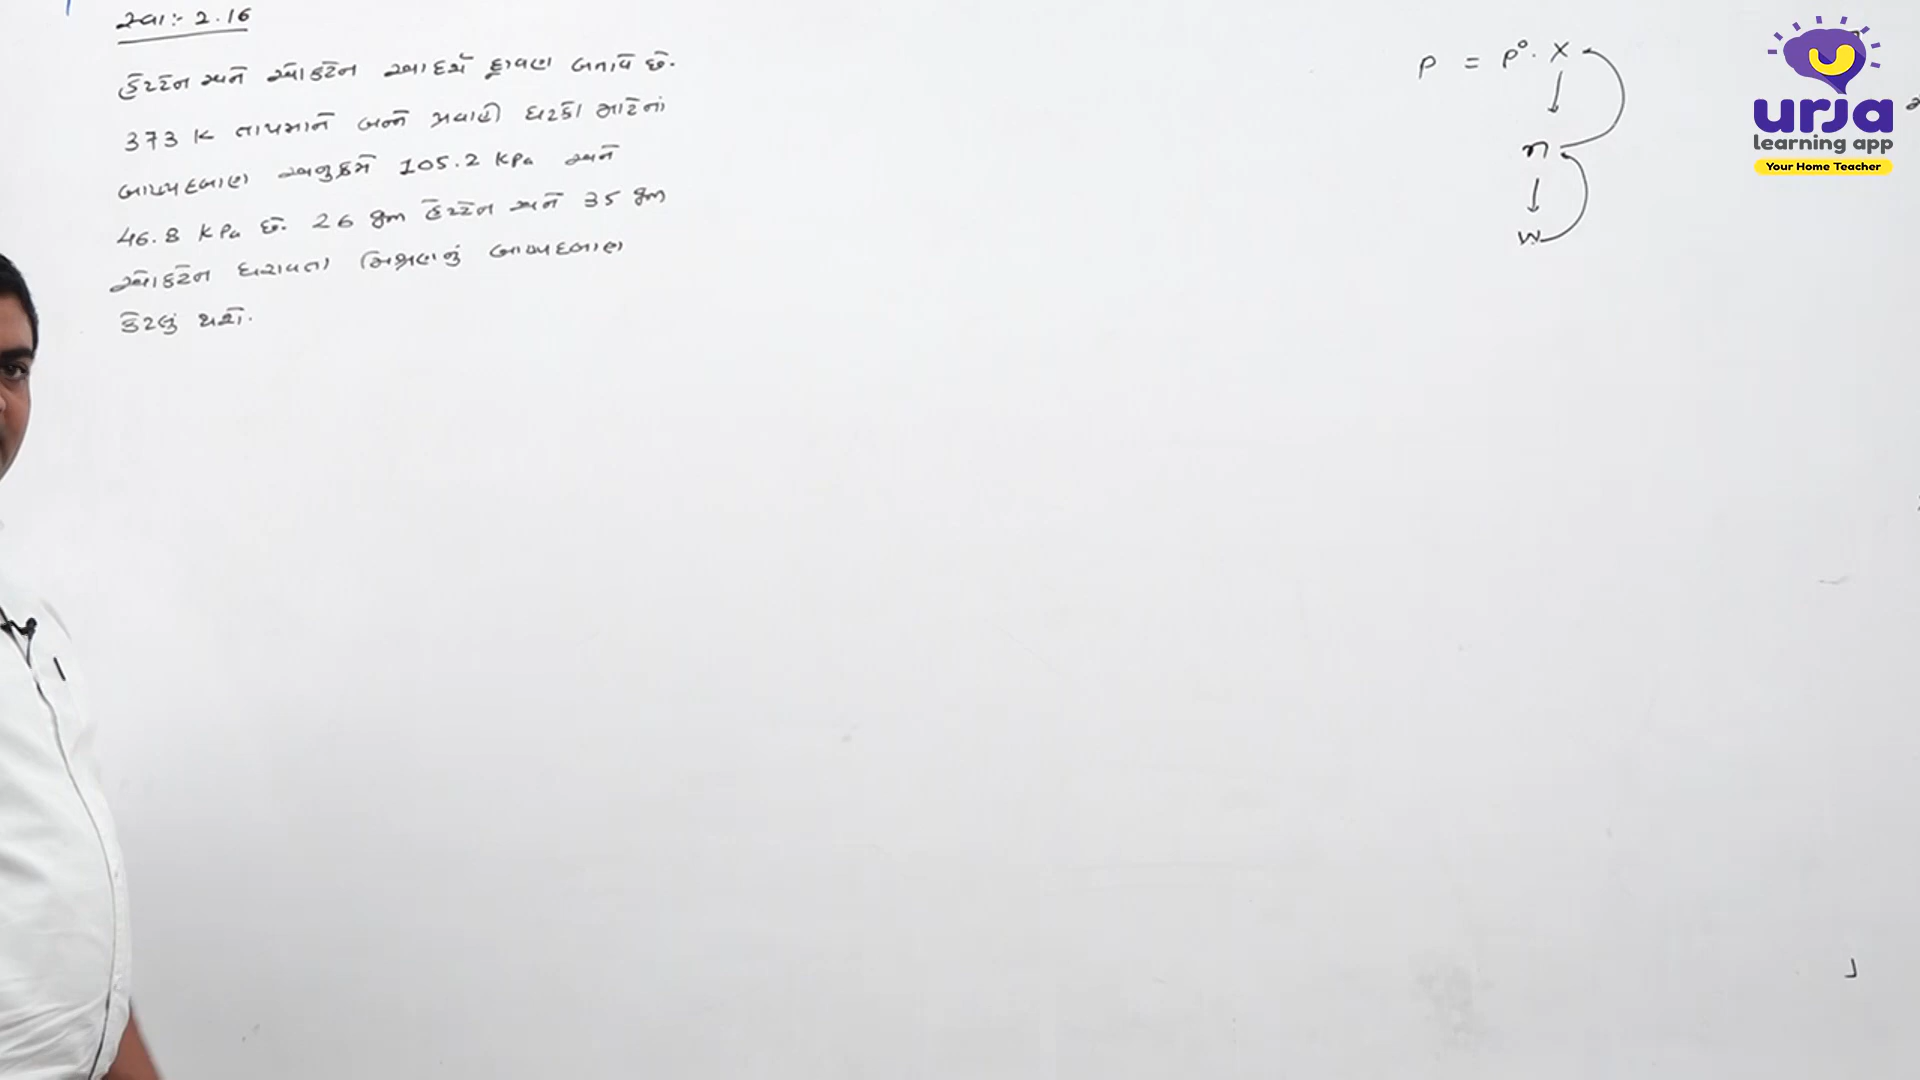 સ્વા:- 2.16
હેપ્ટેન અને ઓક્ટેન આદર્શ દ્રાવણ બનાવે છે.
373 K તાપમાને બન્ને પ્રવાહી ઘટકો માટેનાં
બાષ્પદબાણ અનુક્રમે 105.2 KPa અને
46.8 KPa છે. 26 gm હેપ્ટેન અને 35 gm
ઓક્ટેન ધરાવતા મિશ્રણનું બાષ્પદબાણ
કેટલું થશે.
P = P° · X
↓
n
↓
W
urja
learning app
Your Home Teacher